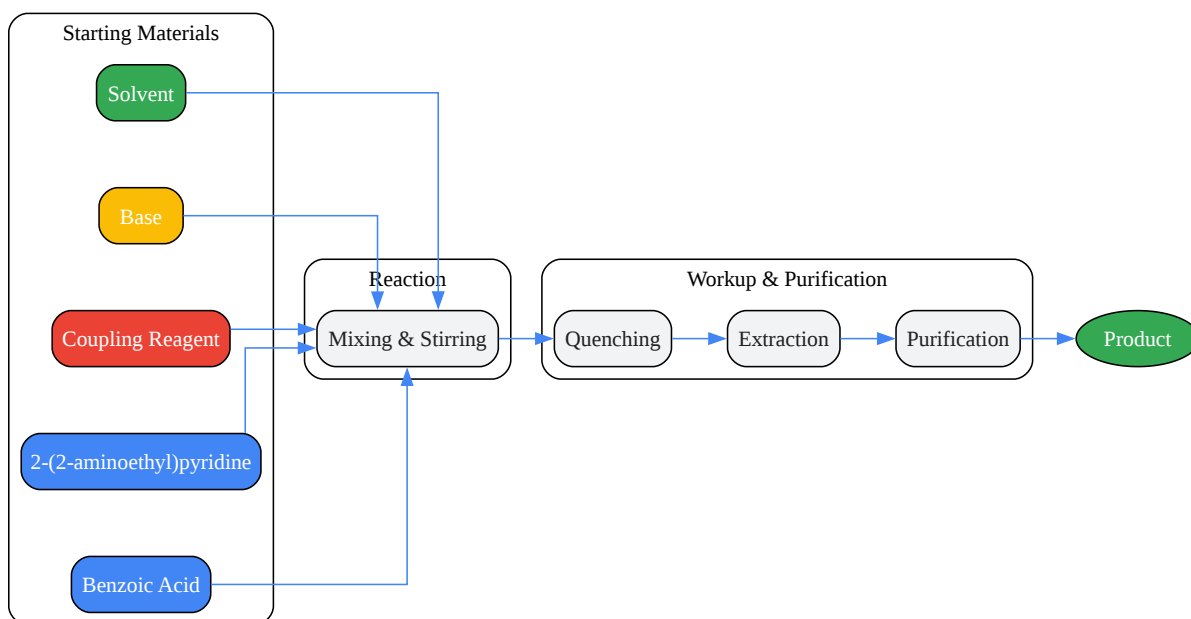 Starting Materials
Solvent
Base
Coupling Reagent
2-(2-aminoethyl)pyridine
Benzoic Acid
Reaction
Mixing & Stirring
Workup & Purification
Quenching
Extraction
Purification
Product